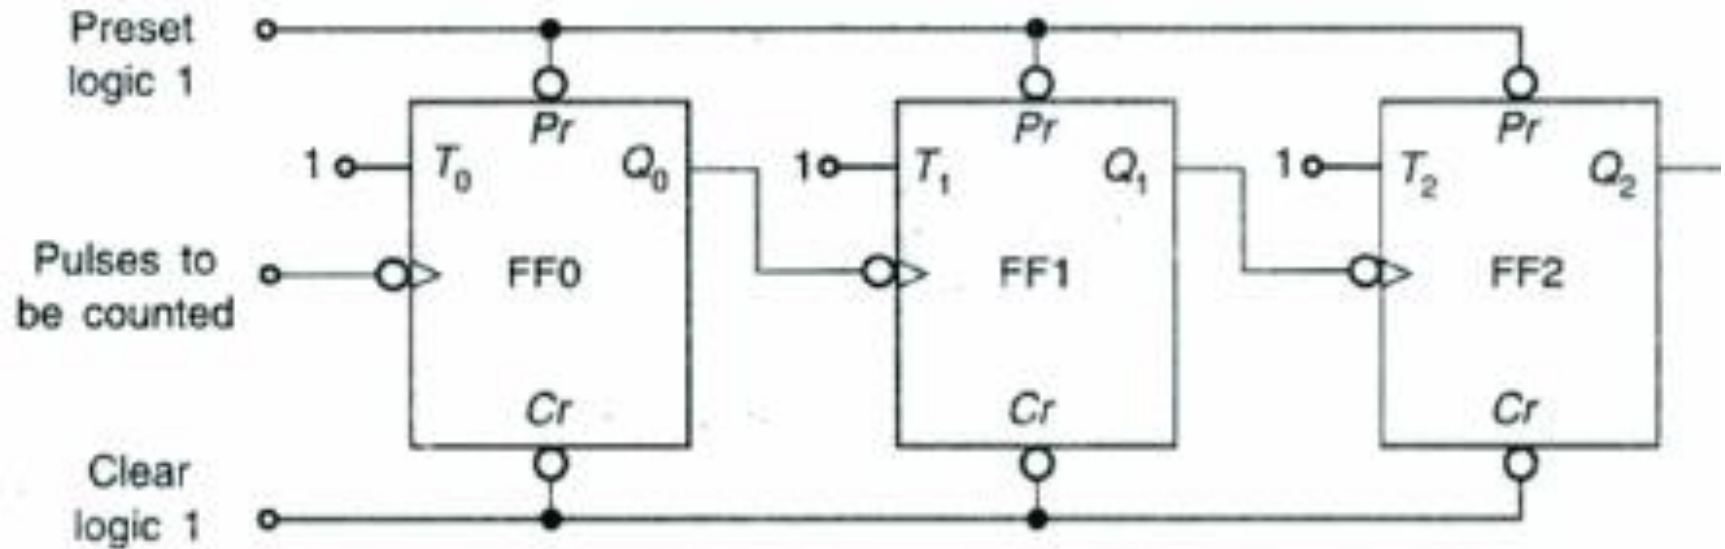 Preset
logic 1
Pr
Pr
Pr
1
T₀
Q₀
1
T₁
Q₁
1
T₂
Q₂
Pulses to
be counted
FF0
FF1
FF2
Cr
Cr
Cr
Clear
logic 1